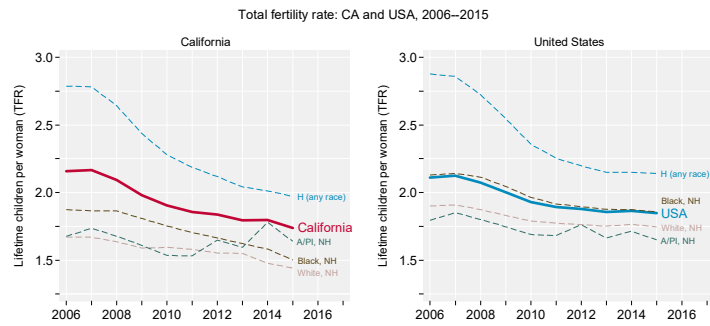 Total fertility rate: CA and USA, 2006--2015
California
Lifetime children per woman (TFR)
3.0
2.5
2.0
1.5
H (any race)
California
A/PI, NH
Black, NH
White, NH
2006 2008 2010 2012 2014 2016
United States
Lifetime children per woman (TFR)
3.0
2.5
2.0
1.5
H (any race)
Black, NH
USA
White, NH
A/PI, NH
2006 2008 2010 2012 2014 2016